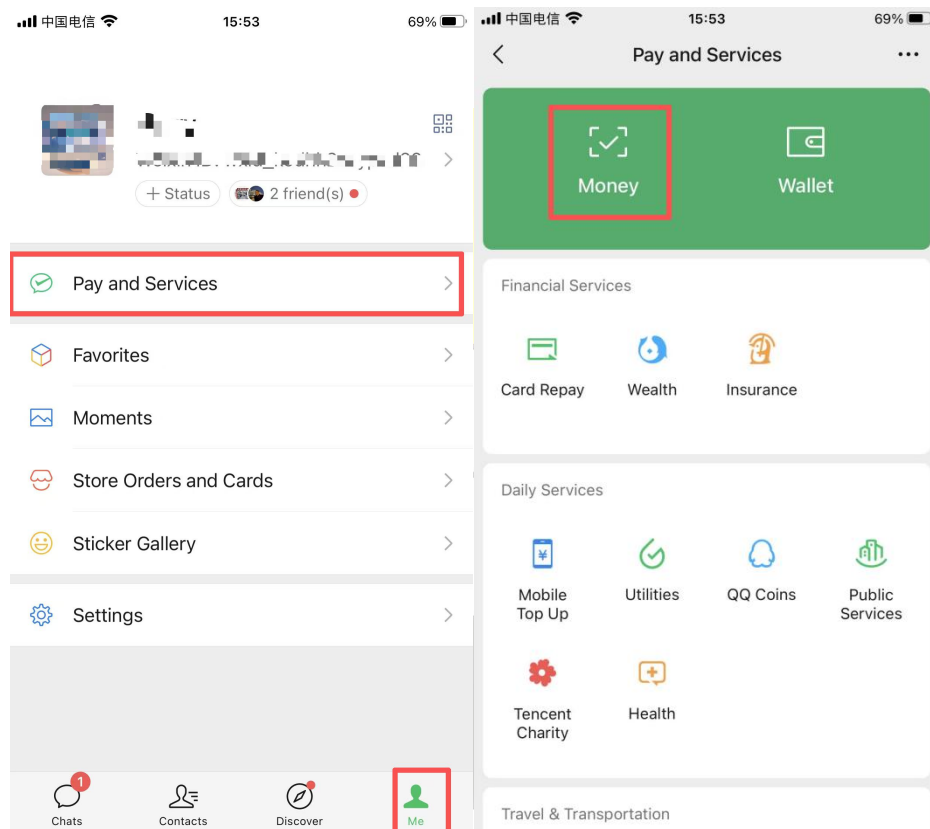 中国电信
15:53
69%
+ Status
2 friend(s)
Pay and Services
Favorites
Moments
Store Orders and Cards
Sticker Gallery
Settings
1
Chats
Contacts
Discover
Me
中国电信
15:53
69%
Pay and Services
Money
Wallet
Financial Services
Card Repay
Wealth
Insurance
Daily Services
Mobile
Top Up
Utilities
QQ Coins
Public
Services
Tencent
Charity
Health
Travel & Transportation